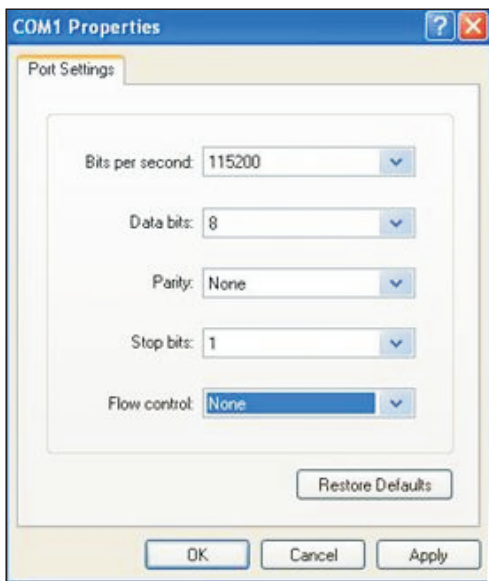 COM1 Properties
Port Settings
Bits per second: 115200
Data bits: 8
Parity: None
Stop bits: 1
Flow control: None
Restore Defaults
OK Cancel Apply